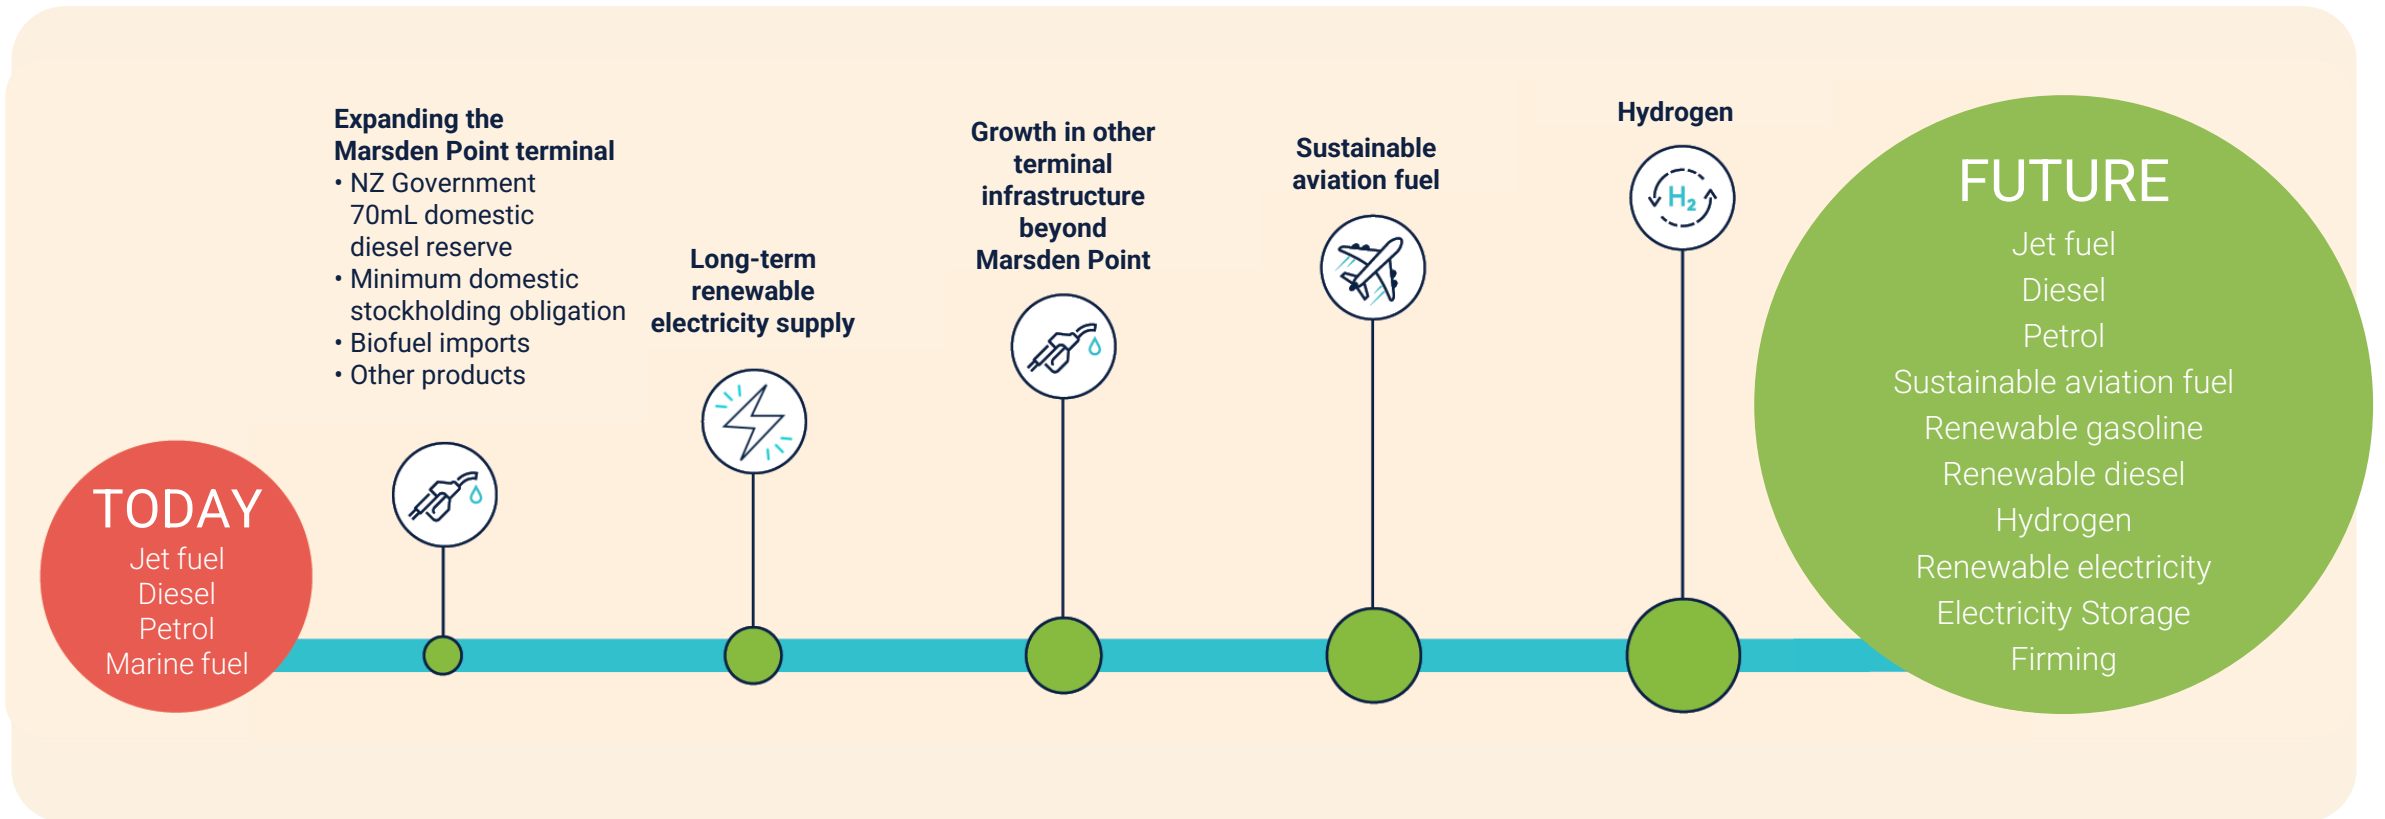 TODAY
Jet fuel
Diesel
Petrol
Marine fuel
Expanding the
Marsden Point terminal
• NZ Government
70mL domestic
diesel reserve
• Minimum domestic
stockholding obligation
• Biofuel imports
• Other products
Long-term
renewable
electricity supply
Growth in other
terminal
infrastructure
beyond
Marsden Point
Sustainable
aviation fuel
Hydrogen
H₂
FUTURE
Jet fuel
Diesel
Petrol
Sustainable aviation fuel
Renewable gasoline
Renewable diesel
Hydrogen
Renewable electricity
Electricity Storage
Firming